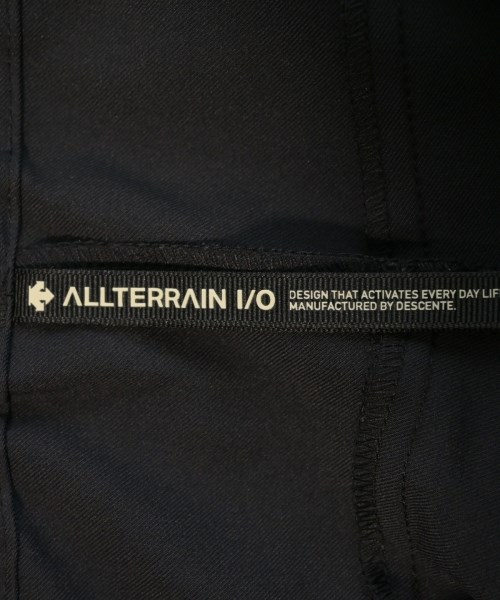 ALLTERRAIN I/O
DESIGN THAT ACTIVATES EVERY DAY LIF
MANUFACTURED BY DESCENTE.